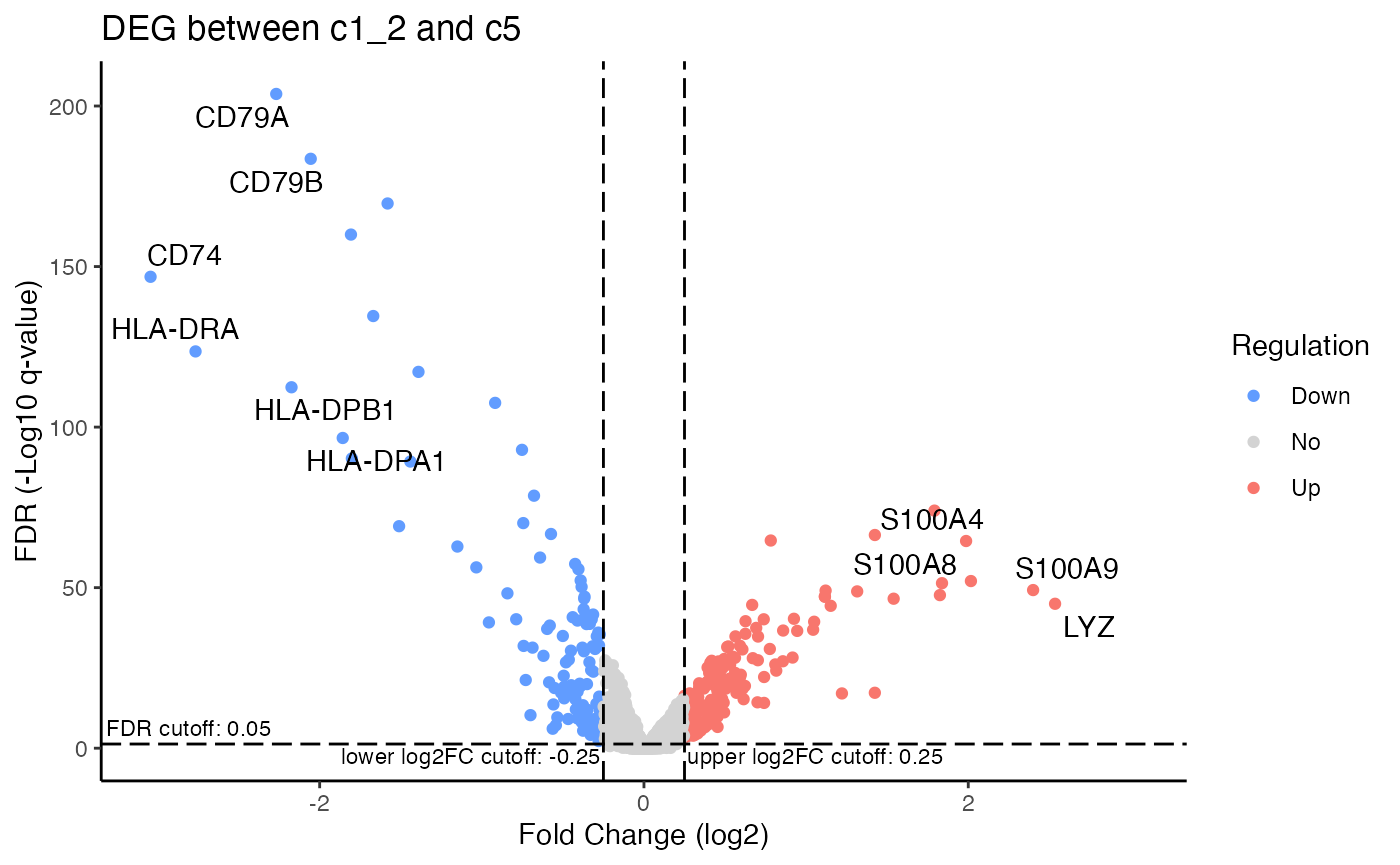 DEG between c1_2 and c5
FDR (-Log10 q-value)
200
150
100
50
0
CD79A
CD79B
CD74
HLA-DRA
HLA-DPB1
HLA-DPA1
S100A4
S100A8
S100A9
LYZ
FDR cutoff: 0.05
lower log2FC cutoff: -0.25
upper log2FC cutoff: 0.25
-2
0
2
Fold Change (log2)
Regulation
Down
No
Up